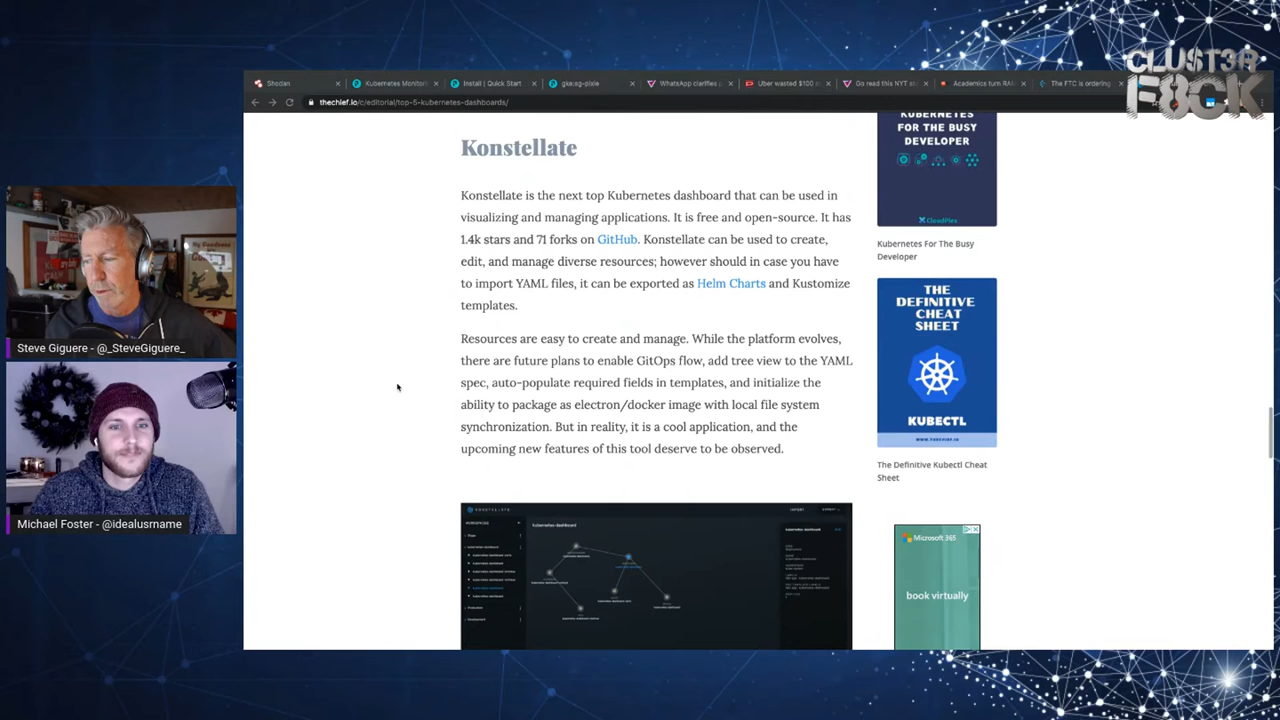 CLUST3R
F8CK
Shodan
Kubernetes Monitori
Install | Quick Start
gke:sg-pixie
WhatsApp clarifies p
Uber wasted $100 m
Go read this NYT st
Academics turn RAM
The FTC is ordering
thechief.io/c/editorial/top-5-kubernetes-dashboards/
Konstellate
Konstellate is the next top Kubernetes dashboard that can be used in
visualizing and managing applications. It is free and open-source. It has
1.4k stars and 71 forks on GitHub. Konstellate can be used to create,
edit, and manage diverse resources; however should in case you have
to import YAML files, it can be exported as Helm Charts and Kustomize
templates.
Resources are easy to create and manage. While the platform evolves,
there are future plans to enable GitOps flow, add tree view to the YAML
spec, auto-populate required fields in templates, and initialize the
ability to package as electron/docker image with local file system
synchronization. But in reality, it is a cool application, and the
upcoming new features of this tool deserve to be observed.
KONSTELLATE
kubernetes-dashboard
KUBERNETES
FOR THE BUSY
DEVELOPER
CloudPlex
Kubernetes For The Busy
Developer
THE
DEFINITIVE
CHEAT
SHEET
KUBECTL
The Definitive Kubectl Cheat
Sheet
Microsoft 365
book virtually
Steve Giguere - @_SteveGiguere_
Michael Foster - @idealusrname